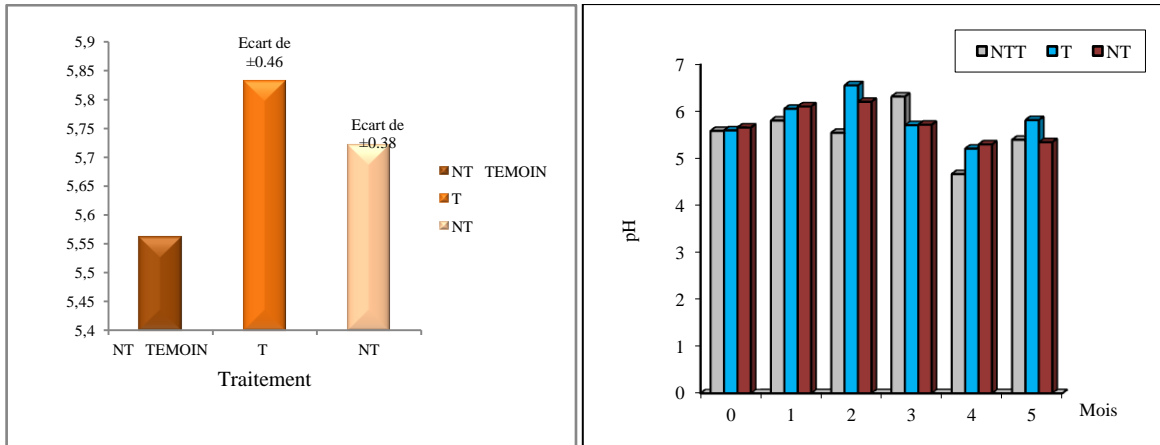 5,9
5,85
5,8
5,75
5,7
5,65
5,6
5,55
5,5
5,45
5,4
Ecart de
±0.46
Ecart de
±0.38
NT TEMOIN
T
NT
Traitement
NT TEMOIN
T
NT
NTT
T
NT
pH
7
6
5
4
3
2
1
0
0
1
2
3
4
5
Mois